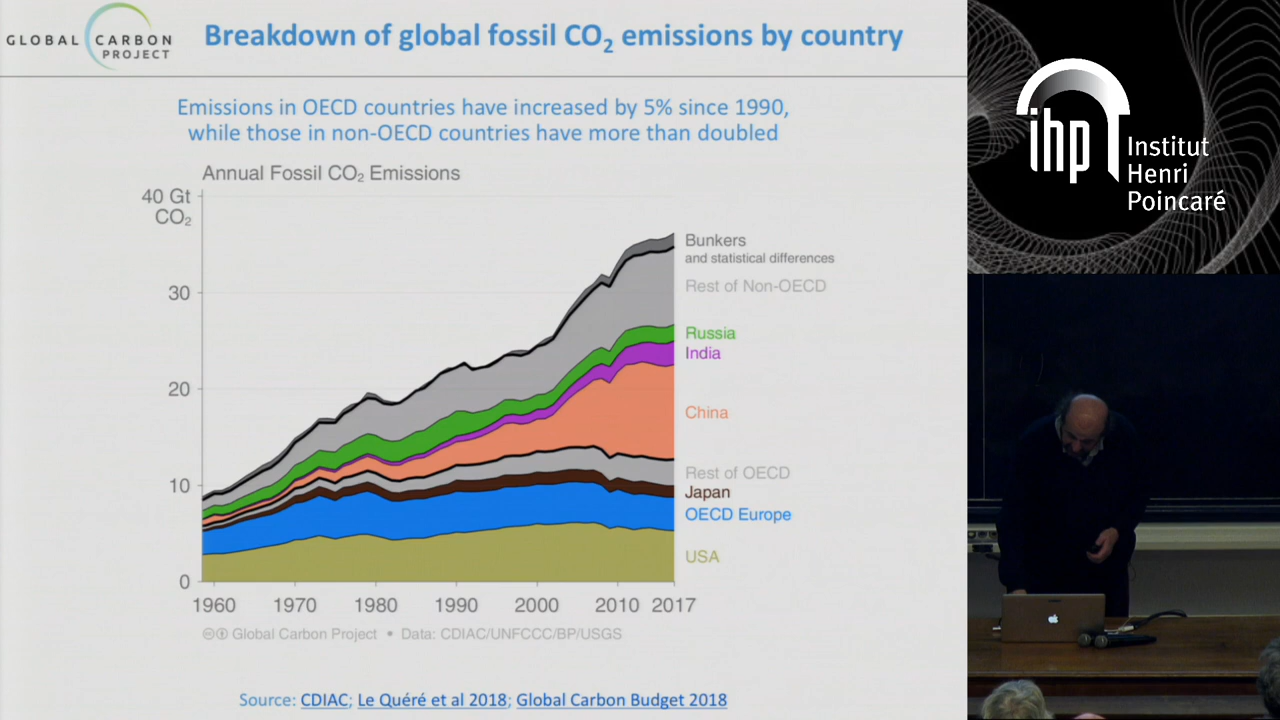 GLOBAL CARBON
PROJECT
Breakdown of global fossil CO₂ emissions by country
Emissions in OECD countries have increased by 5% since 1990,
while those in non-OECD countries have more than doubled
Annual Fossil CO₂ Emissions
40 Gt
CO₂
30
20
10
0
1960 1970 1980 1990 2000 2010 2017
Bunkers
and statistical differences
Rest of Non-OECD
Russia
India
China
Rest of OECD
Japan
OECD Europe
USA
Global Carbon Project • Data: CDIAC/UNFCCC/BP/USGS
Source: CDIAC; Le Quéré et al 2018; Global Carbon Budget 2018
ihp
Institut
Henri
Poincaré